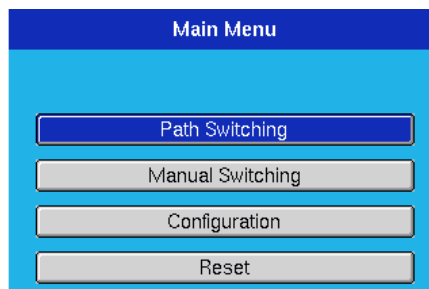 Main Menu
Path Switching
Manual Switching
Configuration
Reset